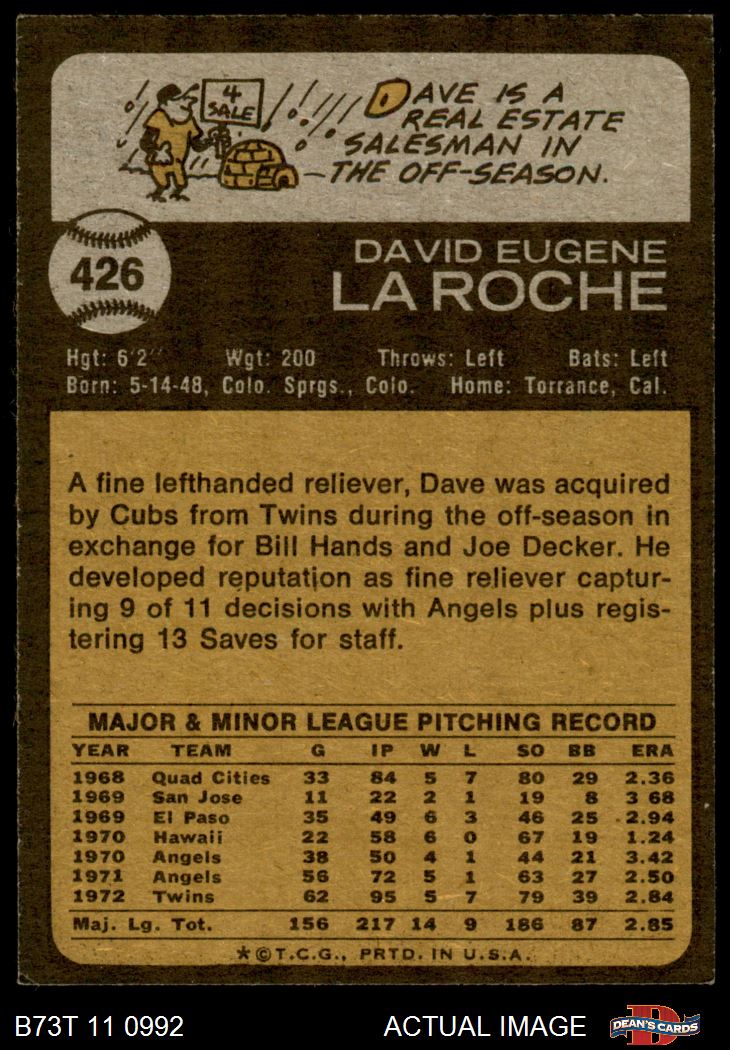 4
SALE
DAVE IS A
REAL ESTATE
SALESMAN IN
THE OFF-SEASON.
426
DAVID EUGENE
LA ROCHE
Hgt: 6'2" Wgt: 200 Throws: Left Bats: Left
Born: 5-14-48, Colo. Sprgs., Colo. Home: Torrance, Cal.
A fine lefthanded reliever, Dave was acquired
by Cubs from Twins during the off-season in
exchange for Bill Hands and Joe Decker. He
developed reputation as fine reliever captur-
ing 9 of 11 decisions with Angels plus regis-
tering 13 Saves for staff.
MAJOR & MINOR LEAGUE PITCHING RECORD
YEAR TEAM G IP W L SO BB ERA
1968 Quad Cities 33 84 5 7 80 29 2.36
1969 San Jose 11 22 2 1 19 8 3 68
1969 El Paso 35 49 6 3 46 25 2.94
1970 Hawaii 22 58 6 0 67 19 1.24
1970 Angels 38 50 4 1 44 21 3.42
1971 Angels 56 72 5 1 63 27 2.50
1972 Twins 62 95 5 7 79 39 2.84
Maj. Lg. Tot. 156 217 14 9 186 87 2.85
*©T.C.G., PRTD. IN U.S.A.
B73T 11 0992 ACTUAL IMAGE
D
DEAN'S CARDS